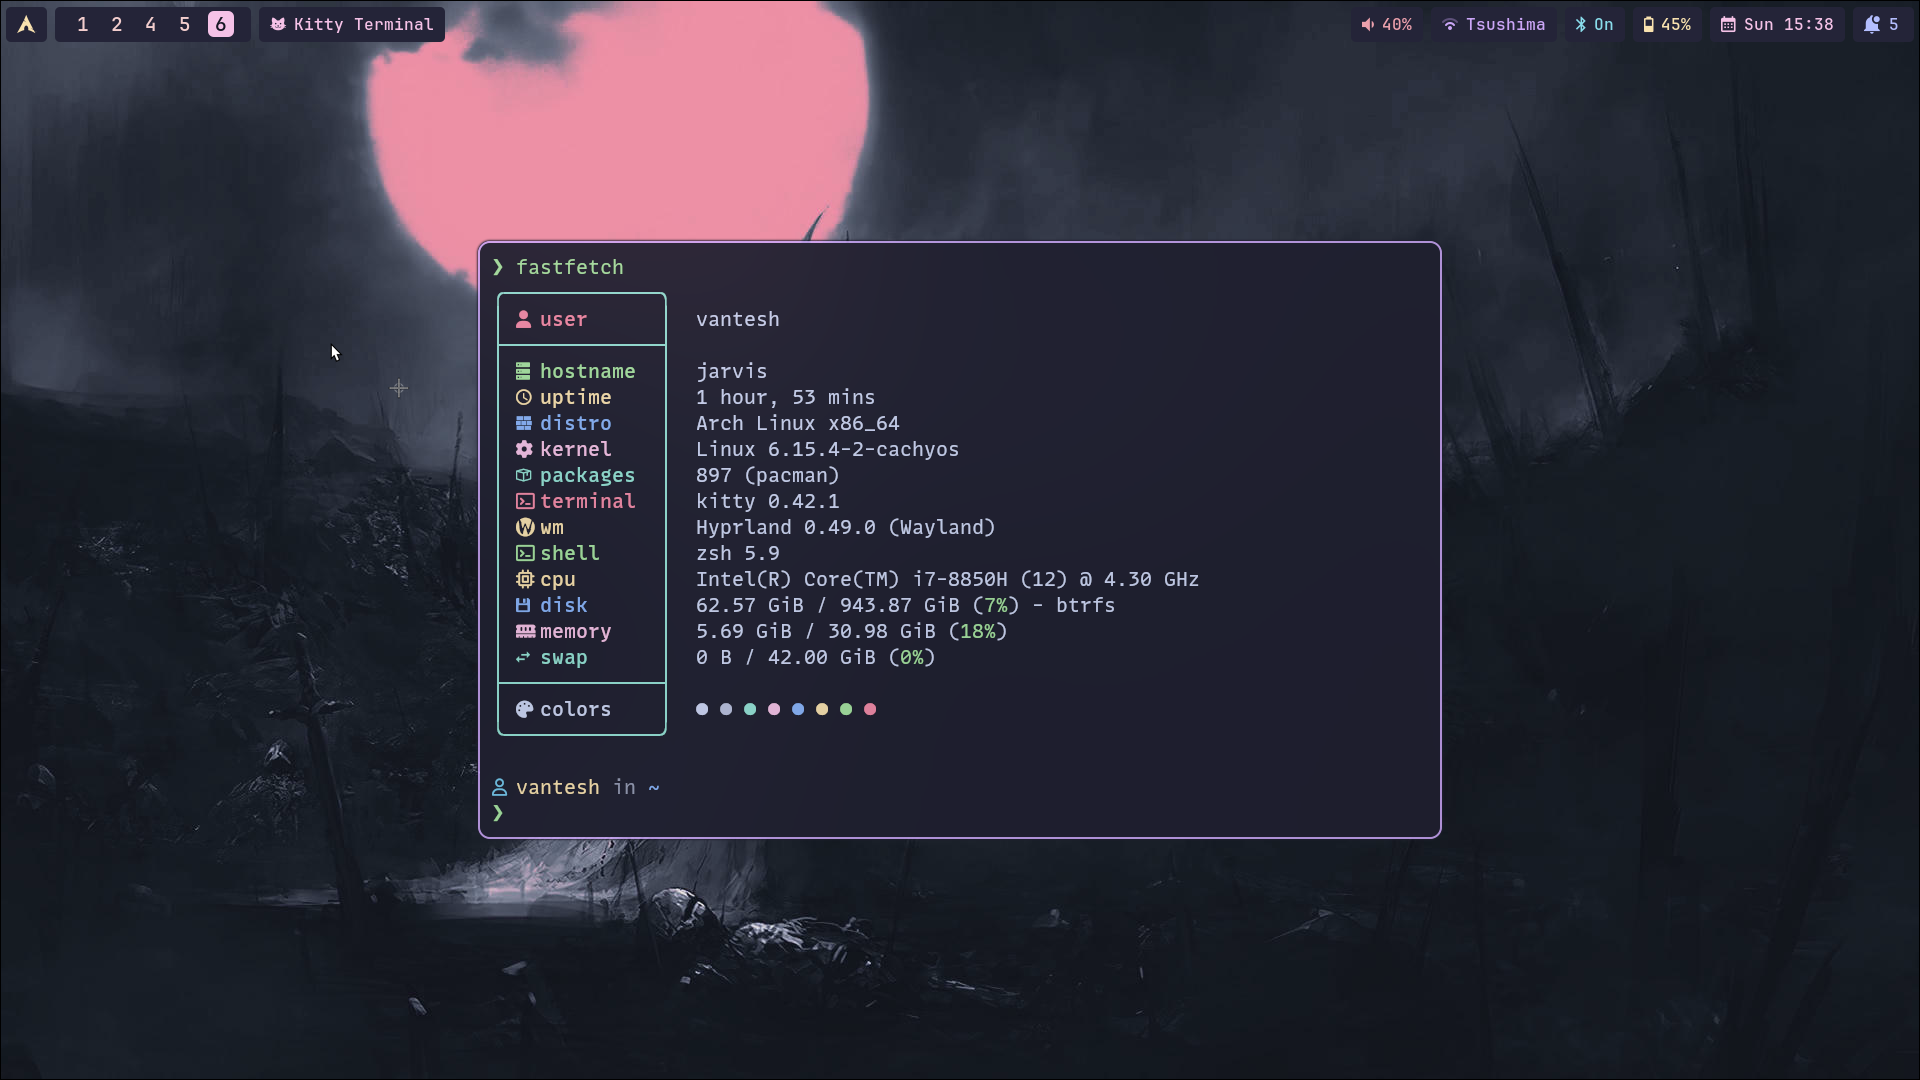 1 2 4 5 6 Kitty Terminal 40% Tsushima On 45% Sun 15:38 5
❯ fastfetch
user vantesh
hostname jarvis
uptime 1 hour, 53 mins
distro Arch Linux x86_64
kernel Linux 6.15.4-2-cachyos
packages 897 (pacman)
terminal kitty 0.42.1
wm Hyprland 0.49.0 (Wayland)
shell zsh 5.9
cpu Intel(R) Core(TM) i7-8850H (12) @ 4.30 GHz
disk 62.57 GiB / 943.87 GiB (7%) - btrfs
memory 5.69 GiB / 30.98 GiB (18%)
swap 0 B / 42.00 GiB (0%)
colors
vantesh in ~
❯